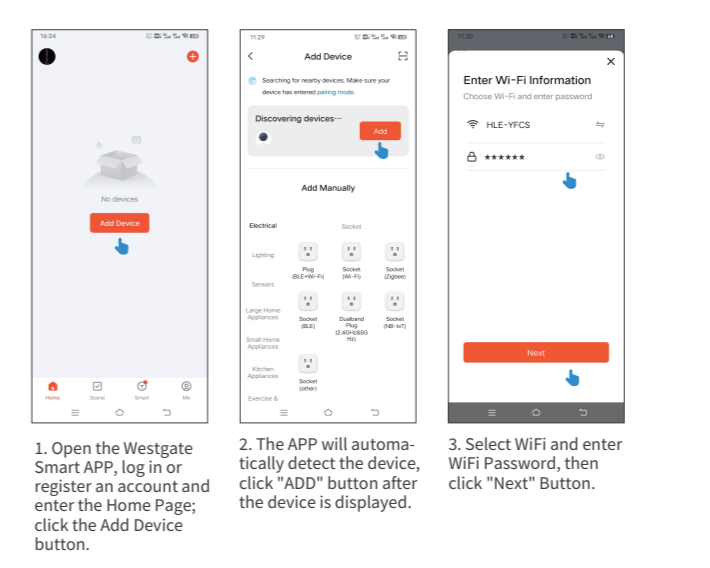 16:24
No devices
Add Device
Home
Scene
Smart
Me
1. Open the Westgate
Smart APP, log in or
register an account and
enter the Home Page;
click the Add Device
button.
11:29
Add Device
Searching for nearby devices. Make sure your
device has entered pairing mode.
Discovering devices···
Add
Add Manually
Electrical
Socket
Lighting
Sensors
Large Home
Appliances
Small Home
Appliances
Kitchen
Appliances
Exercise &
Plug
(BLE+Wi-Fi)
Socket
(Wi-Fi)
Socket
(Zigbee)
Socket
(BLE)
Dualband
Plug
(2.4GHz&5G
Hz)
Socket
(NB-IoT)
Socket
(other)
2. The APP will automa-
tically detect the device,
click "ADD" button after
the device is displayed.
11:30
Enter Wi-Fi Information
Choose Wi-Fi and enter password
HLE-YFCS
******
Next
3. Select WiFi and enter
WiFi Password, then
click "Next" Button.